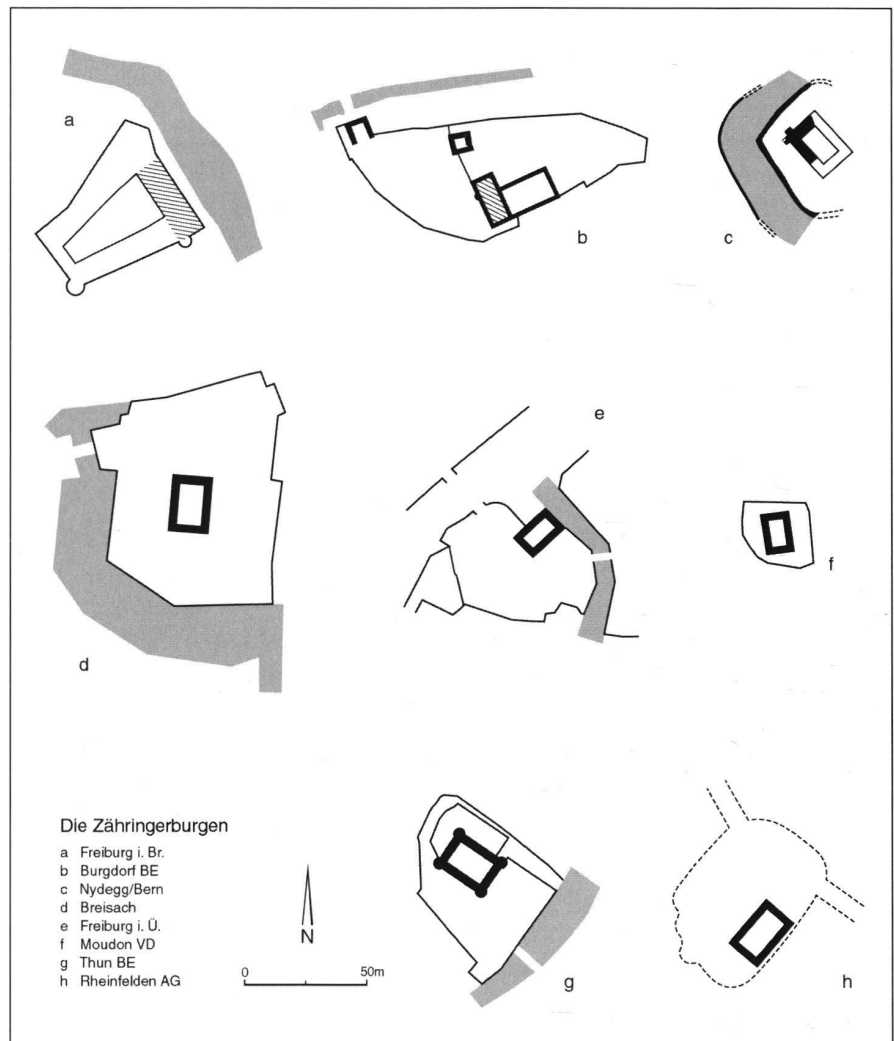 a
b
c
d
e
f
g
h
Die Zähringerburgen
a Freiburg i. Br.
b Burgdorf BE
c Nydegg/Bern
d Breisach
e Freiburg i. Ü.
f Moudon VD
g Thun BE
h Rheinfelden AG
N
0 50m